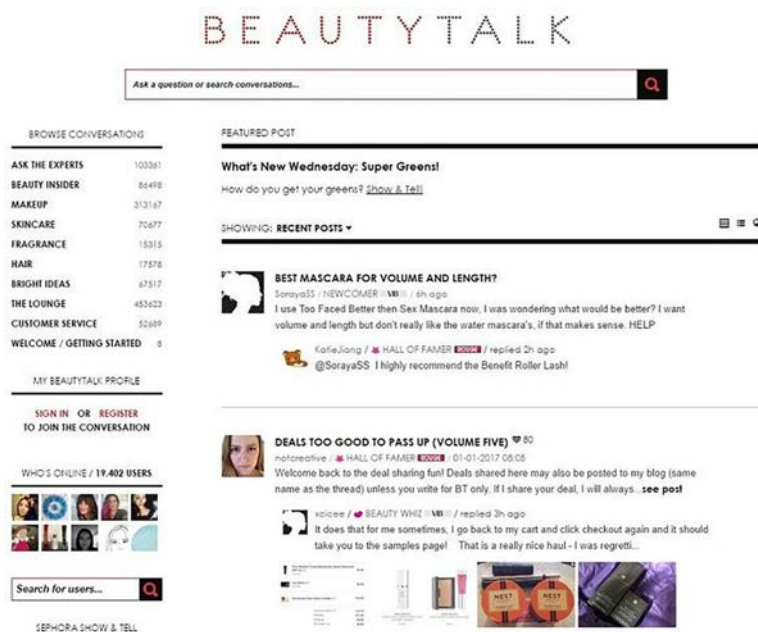 BEAUTYTALK
Ask a question or search conversations...
BROWSE CONVERSATIONS
ASK THE EXPERTS 103361
BEAUTY INSIDER 86498
MAKEUP 313167
SKINCARE 70677
FRAGRANCE 15315
HAIR 17578
BRIGHT IDEAS 67517
THE LOUNGE 453623
CUSTOMER SERVICE 52689
WELCOME / GETTING STARTED 8
MY BEAUTYTALK PROFILE
SIGN IN OR REGISTER
TO JOIN THE CONVERSATION
WHO'S ONLINE / 19,402 USERS
Search for users...
SEPHORA SHOW & TELL
FEATURED POST
What's New Wednesday: Super Greens!
How do you get your greens? Show & Tell!
SHOWING: RECENT POSTS
BEST MASCARA FOR VOLUME AND LENGTH?
SorayaSS / NEWCOMER VIB / 6h ago
I use Too Faced Better then Sex Mascara now, I was wondering what would be better? I want
volume and length but don't really like the water mascara's, if that makes sense. HELP
KatieJiang / HALL OF FAMER ROUGE / replied 2h ago
@SorayaSS I highly recommend the Benefit Roller Lash!
DEALS TOO GOOD TO PASS UP (VOLUME FIVE) 80
notcreative / HALL OF FAMER ROUGE / 01-01-2017 08:05
Welcome back to the deal sharing fun! Deals shared here may also be posted to my blog (same
name as the thread) unless you write for BT only. If I share your deal, I will always...see post
xcicee / BEAUTY WHIZ VIB / replied 3h ago
It does that for me sometimes, I go back to my cart and click checkout again and it should
take you to the samples page! That is a really nice haul - I was regretti...
NEST NEST